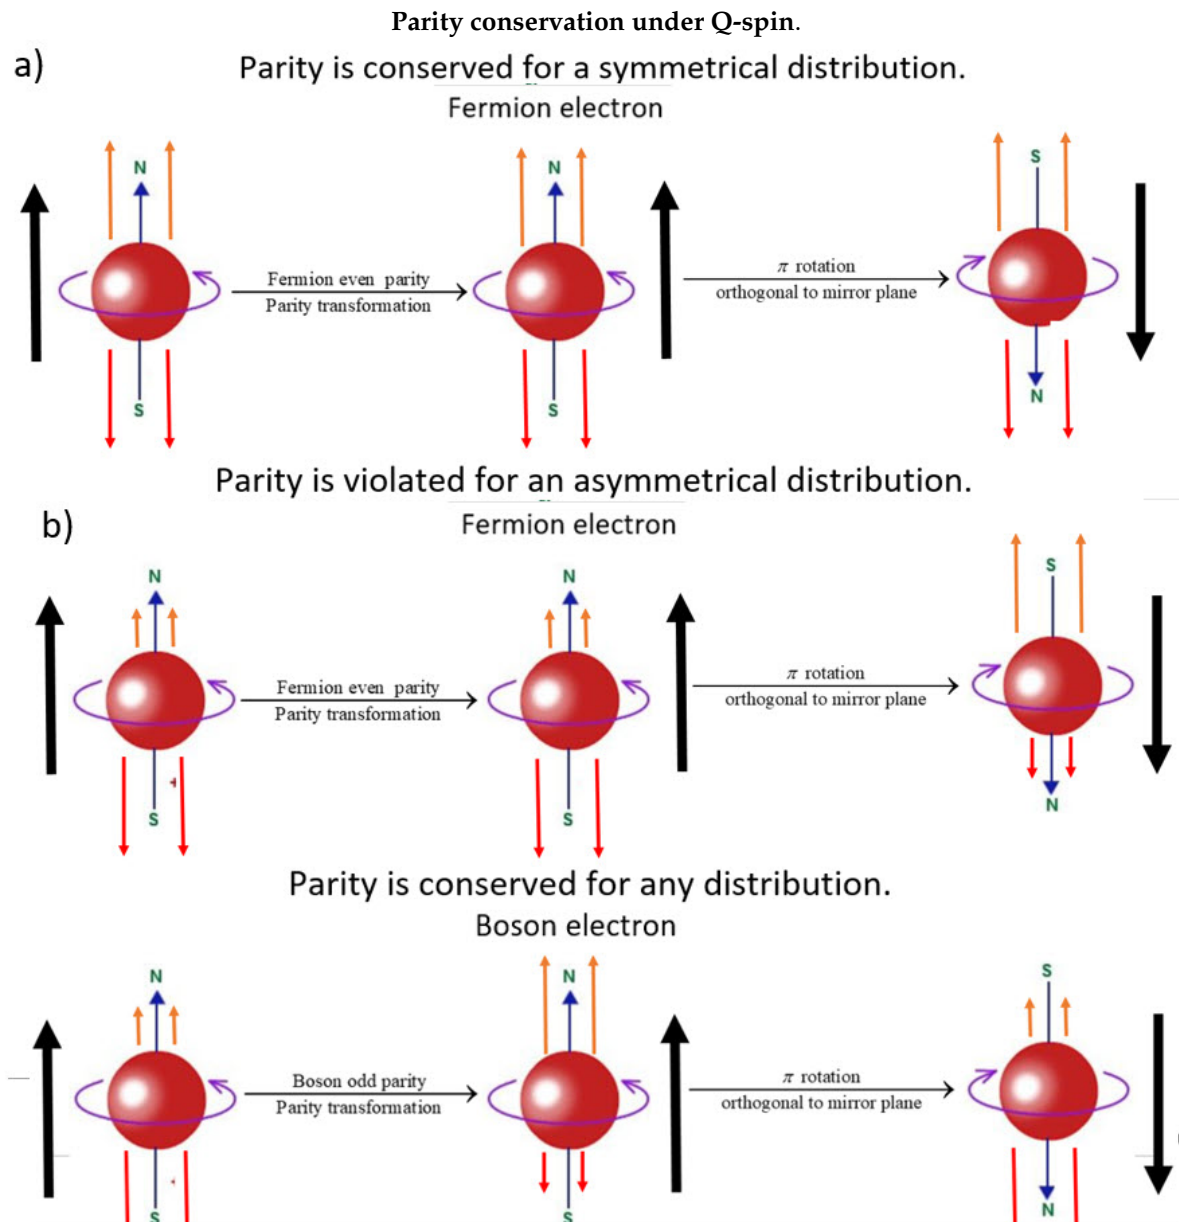 Parity conservation under Q-spin.
a)
Parity is conserved for a symmetrical distribution.
Fermion electron
N
N
S
Fermion even parity
Parity transformation
π rotation
orthogonal to mirror plane
S
S
N
Parity is violated for an asymmetrical distribution.
b)
Fermion electron
N
N
S
Fermion even parity
Parity transformation
π rotation
orthogonal to mirror plane
S
S
N
Parity is conserved for any distribution.
Boson electron
N
N
S
Boson odd parity
Parity transformation
π rotation
orthogonal to mirror plane
S
S
N